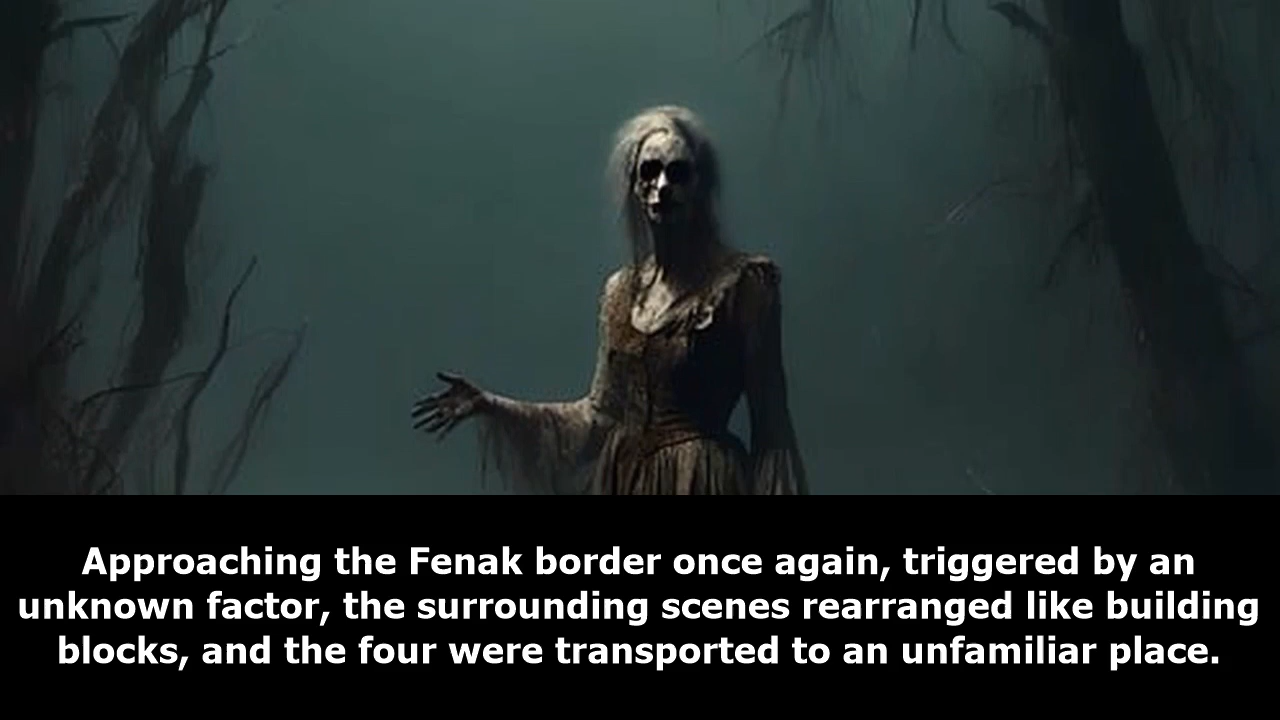 Approaching the Fenak border once again, triggered by an
unknown factor, the surrounding scenes rearranged like building
blocks, and the four were transported to an unfamiliar place.